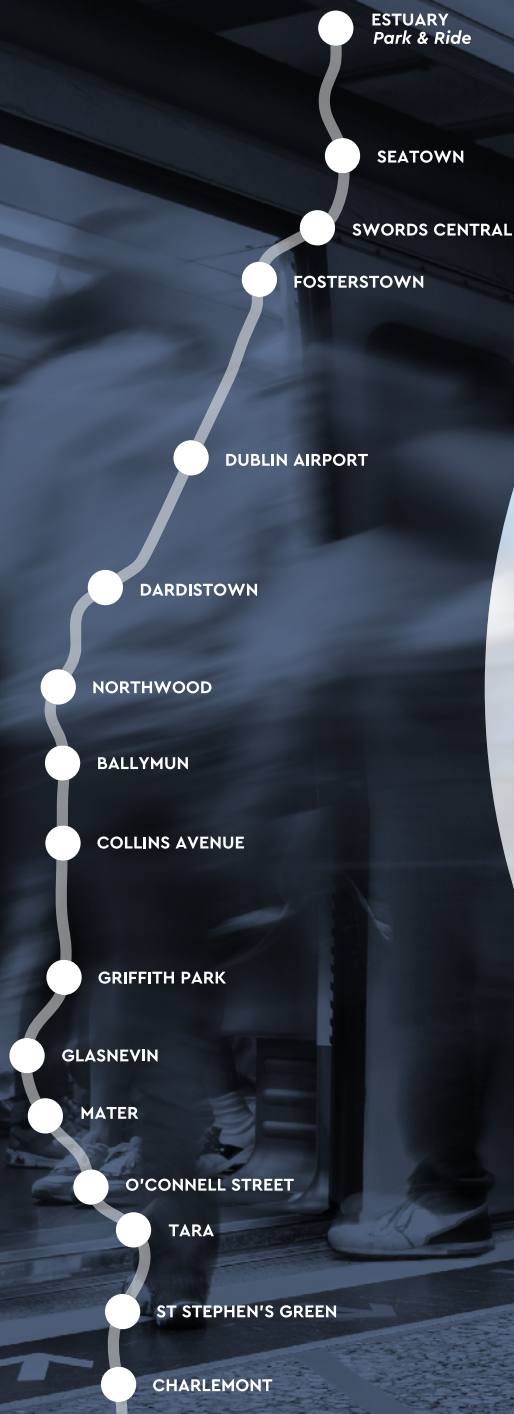 ESTUARY
Park & Ride
SEATOWN
SWORDS CENTRAL
FOSTERSTOWN
DUBLIN AIRPORT
DARDISTOWN
NORTHWOOD
BALLYMUN
COLLINS AVENUE
GRIFFITH PARK
GLASNEVIN
MATER
O'CONNELL STREET
TARA
ST STEPHEN'S GREEN
CHARLEMONT